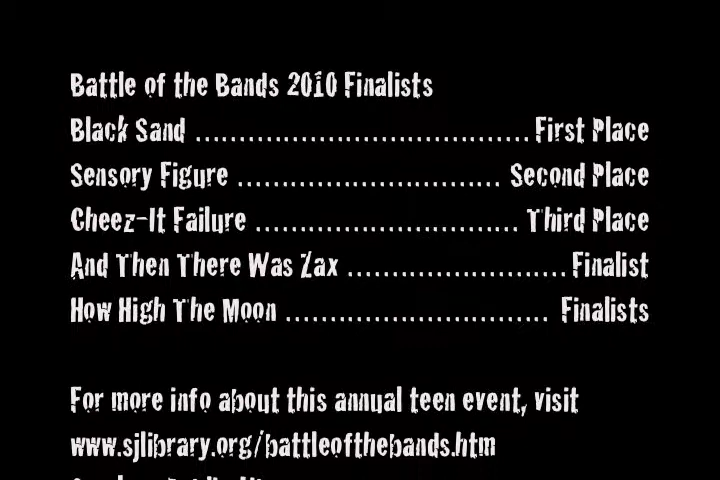 Battle of the Bands 2010 Finalists
Black Sand ...................................... First Place
Sensory Figure .............................. Second Place
Cheez-It Failure .............................. Third Place
And Then There Was Zax ......................... Finalist
How High The Moon .............................. Finalists
For more info about this annual teen event, visit
www.sjlibrary.org/battleofthebands.htm